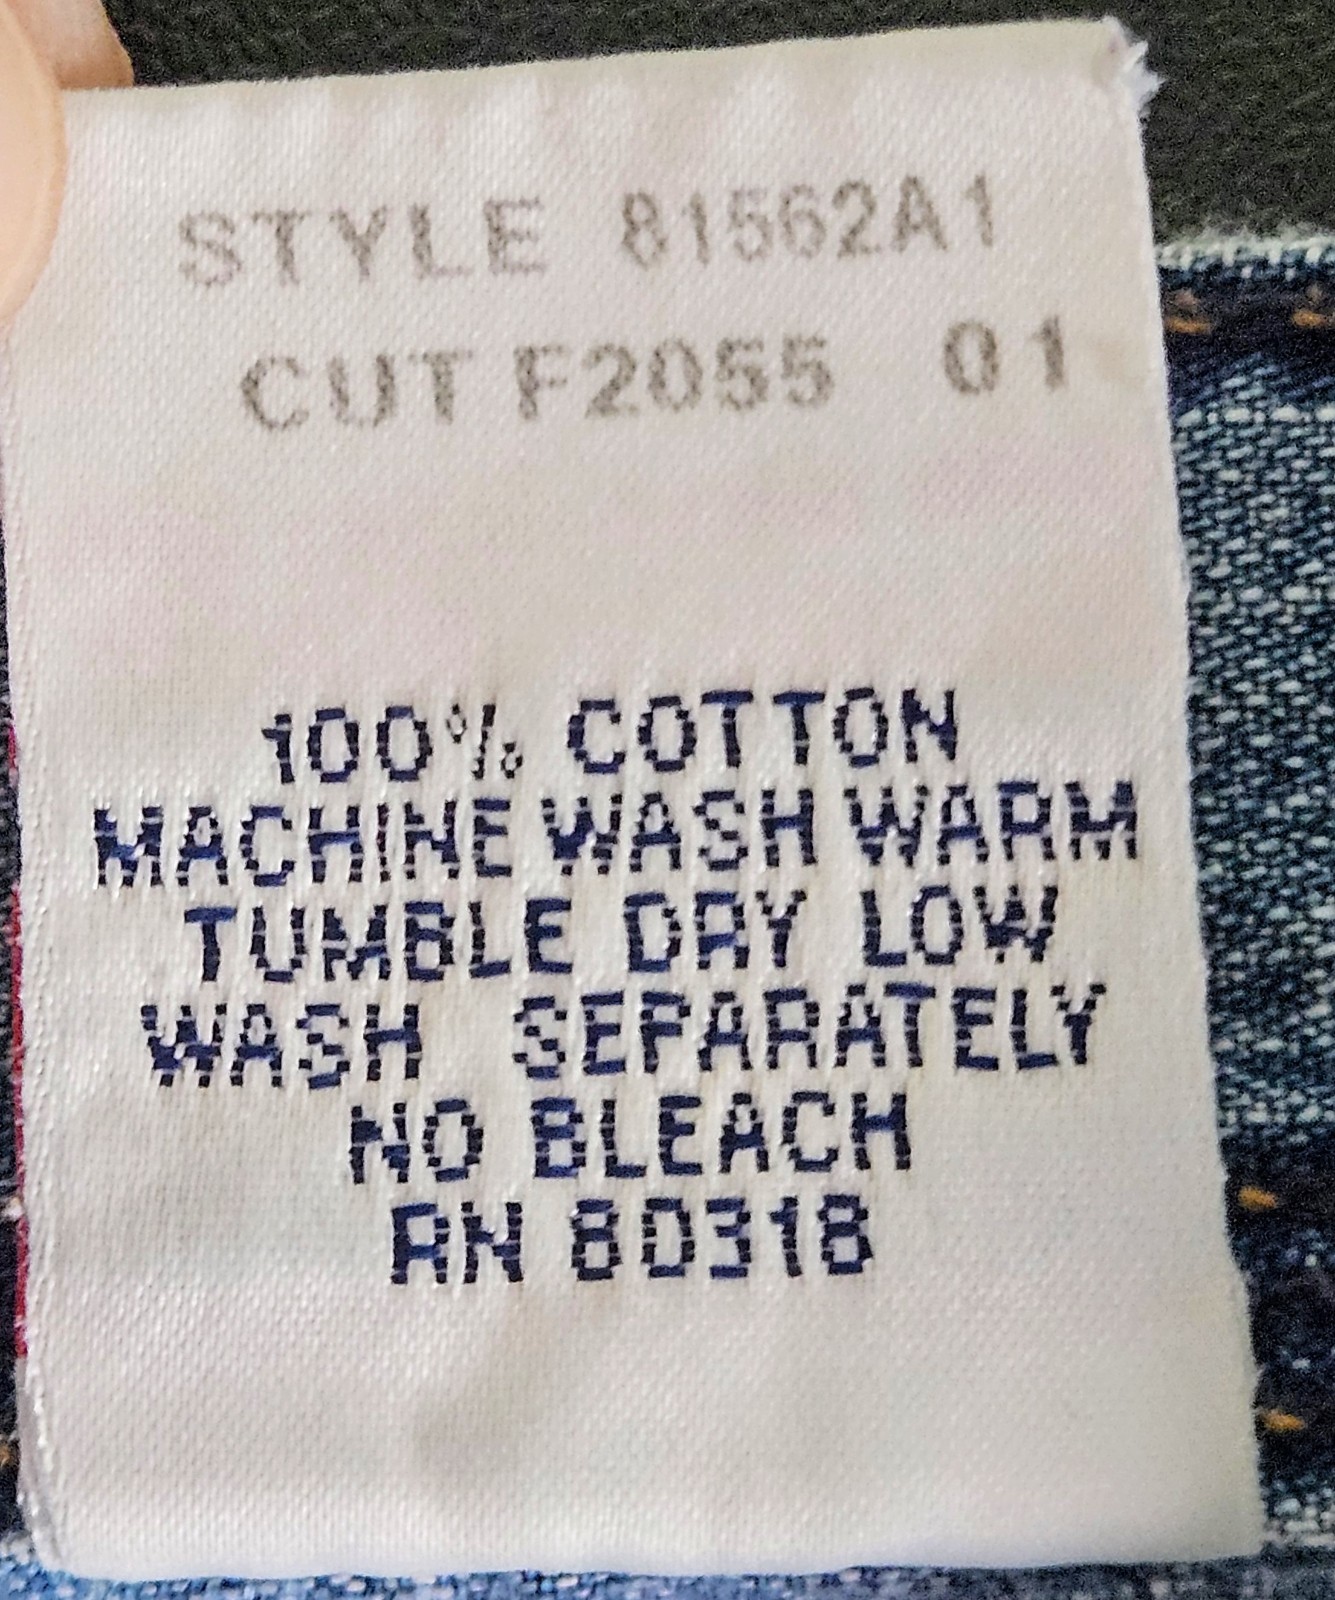 STYLE 81562A1
CUT F2055 01
100% COTTON
MACHINE WASH WARM
TUMBLE DRY LOW
WASH SEPARATELY
NO BLEACH
RN 80318